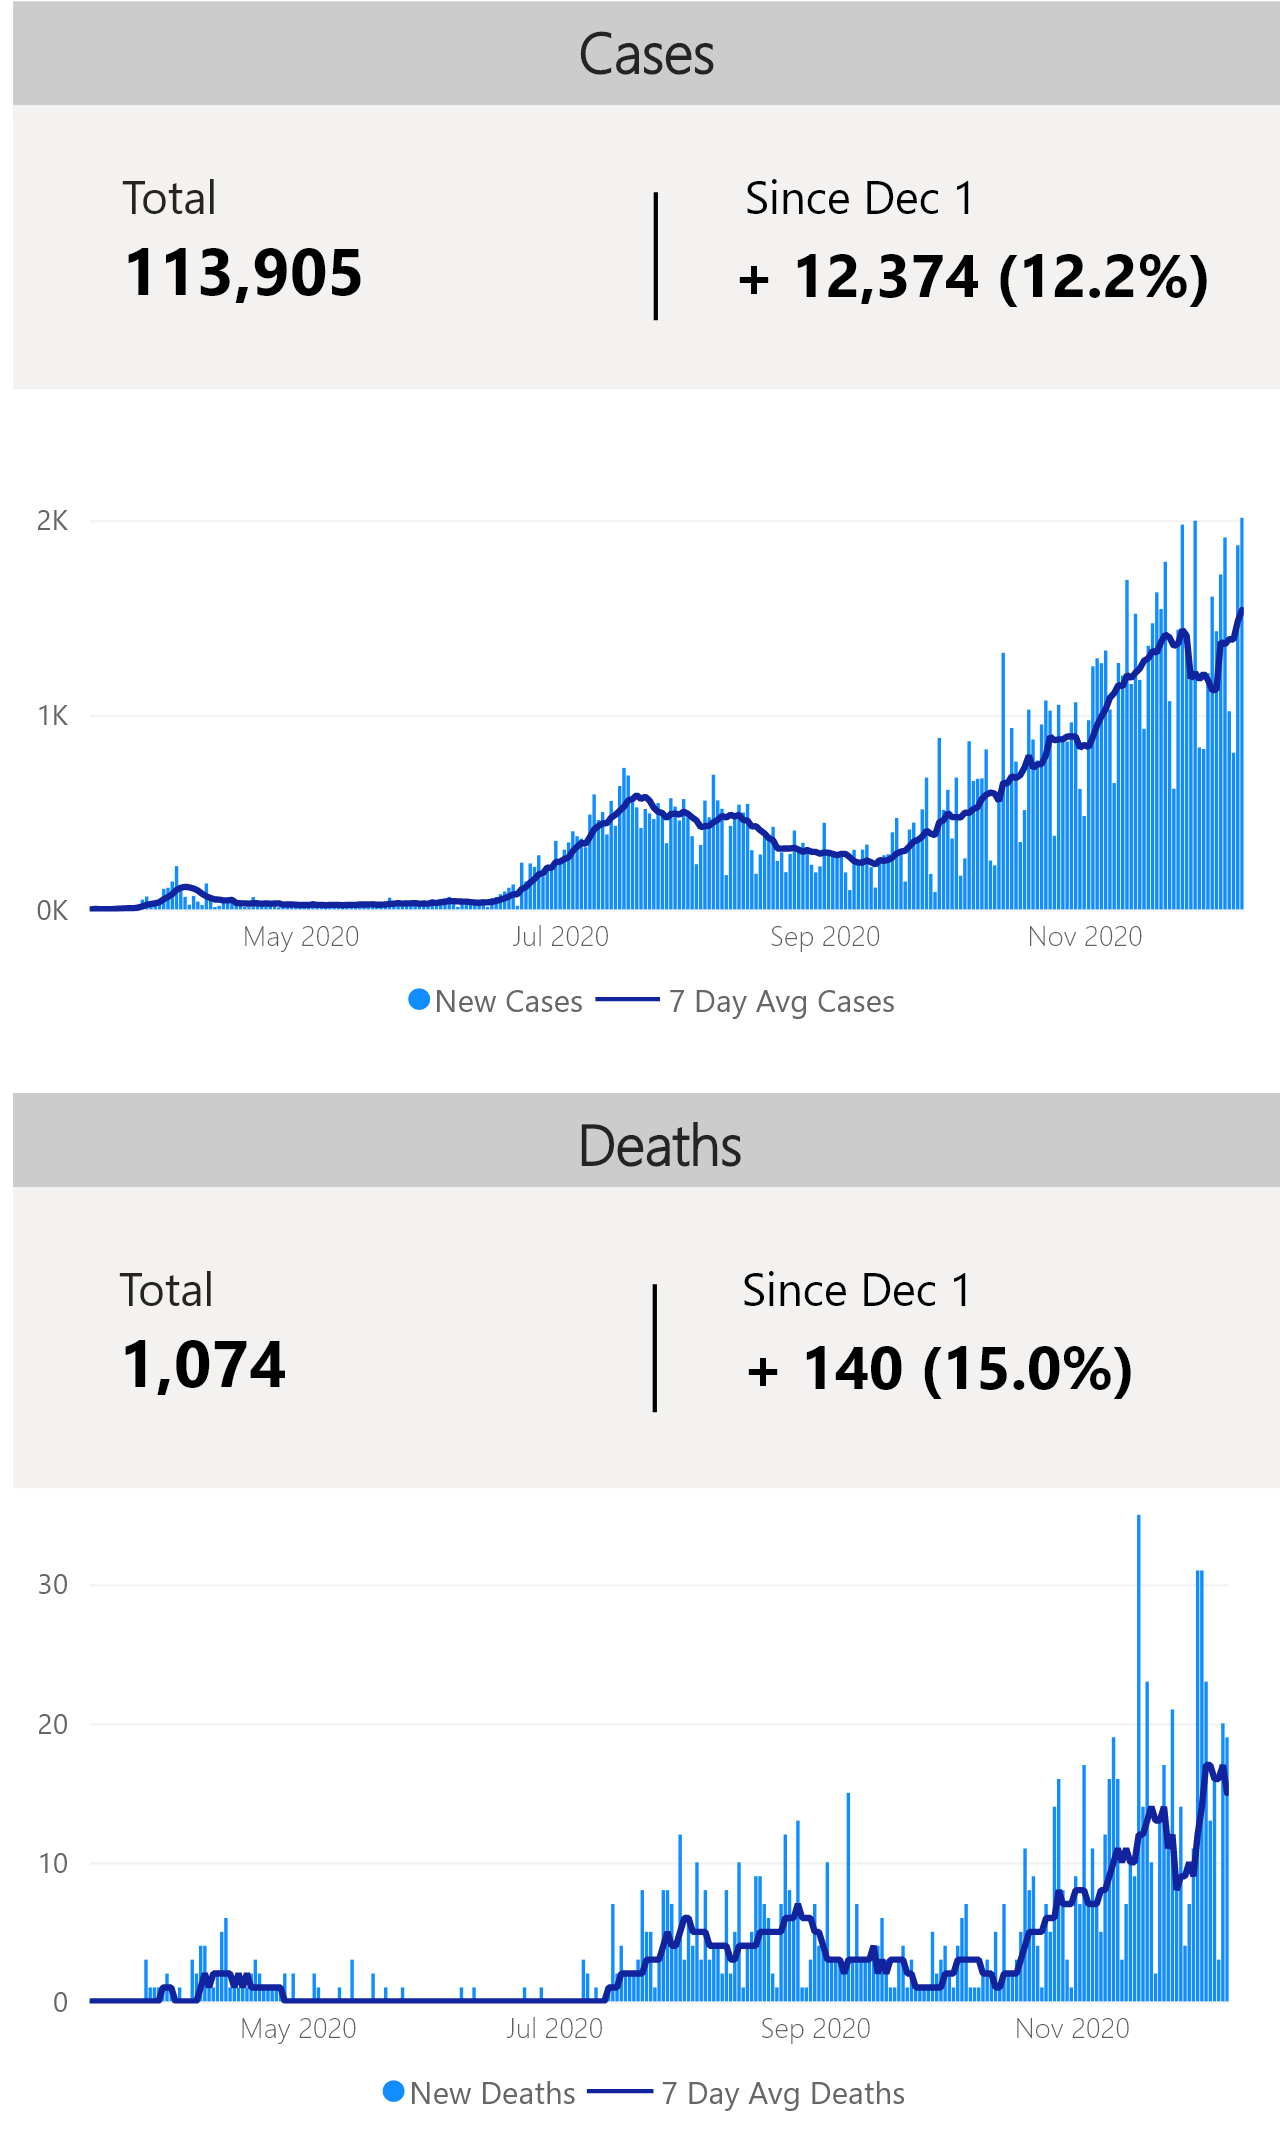 Cases
Total
Since Dec 1
113,905
+ 12,374 (12.2%)
2K
1K
0K
May 2020
Jul 2020
Sep 2020
Nov 2020
New Cases
7 Day Avg Cases
Deaths
Total
Since Dec 1
1,074
+ 140 (15.0%)
30
20
10
0
May 2020
Jul 2020
Sep 2020
Nov 2020
New Deaths
7 Day Avg Deaths